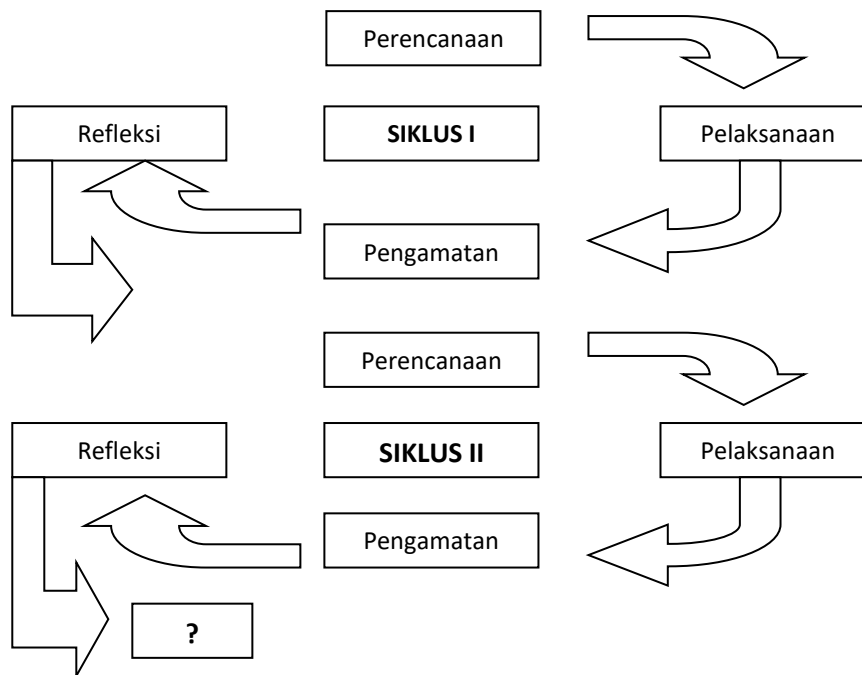 Perencanaan
Refleksi
SIKLUS I
Pelaksanaan
Pengamatan
Perencanaan
Refleksi
SIKLUS II
Pelaksanaan
Pengamatan
?